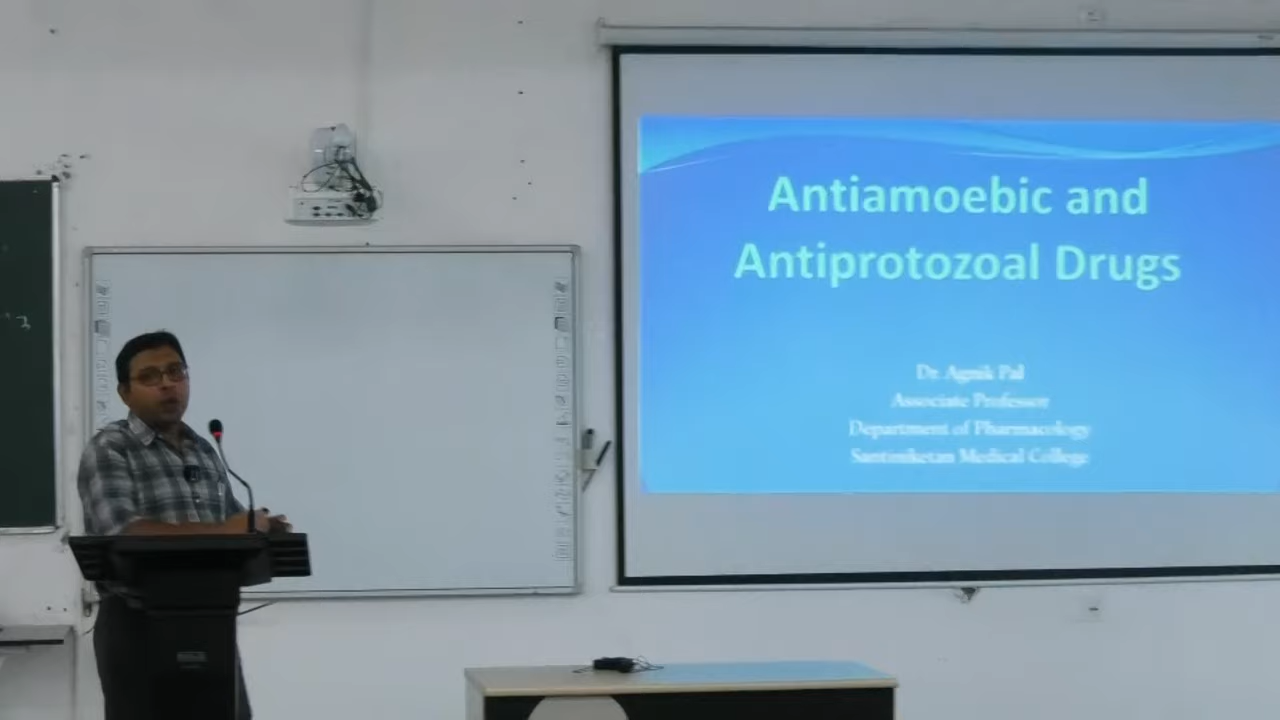 Antiamoebic and
Antiprotozoal Drugs
Dr. Agnik Pal
Associate Professor
Department of Pharmacology
Santiniketan Medical College